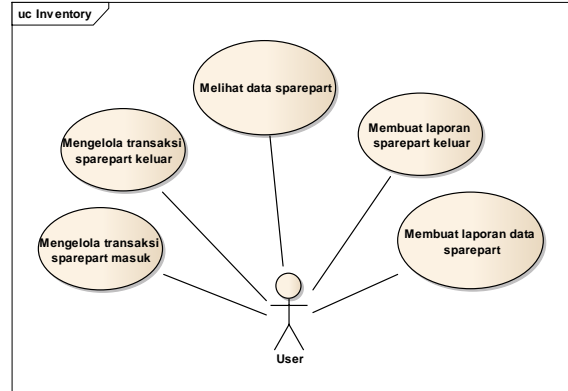 uc Inventory
Melihat data sparepart
Mengelola transaksi
sparepart keluar
Membuat laporan
sparepart keluar
Mengelola transaksi
sparepart masuk
Membuat laporan data
sparepart
User